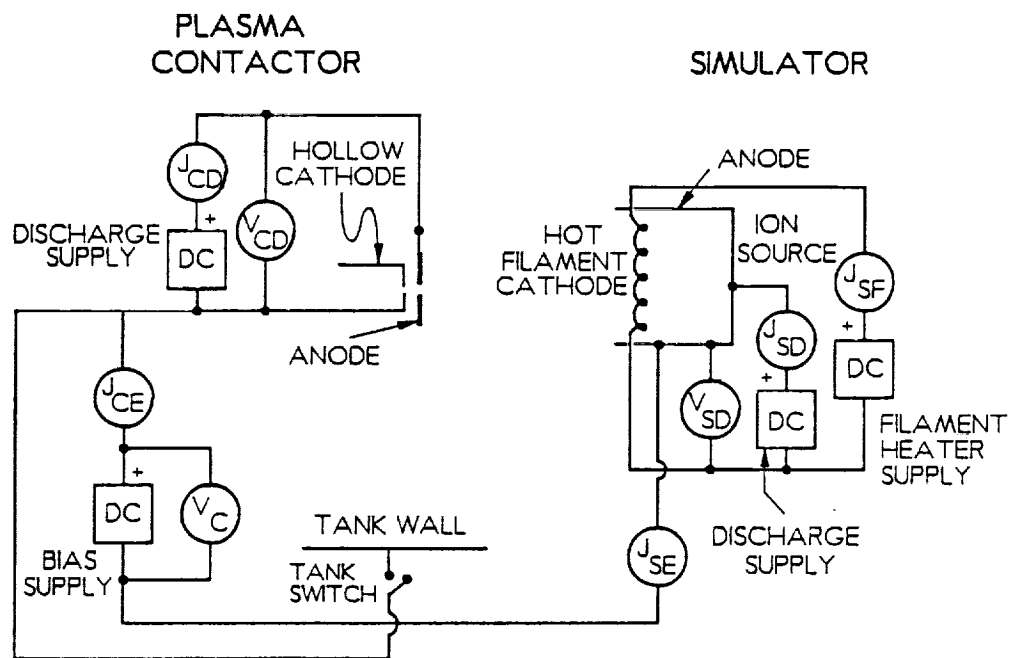 PLASMA
CONTACTOR
SIMULATOR
J CD
+
DISCHARGE
SUPPLY
DC
V CD
HOLLOW
CATHODE
ANODE
J CE
+
DC
V C
BIAS
SUPPLY
TANK WALL
TANK
SWITCH
ANODE
HOT
FILAMENT
CATHODE
ION
SOURCE
J SF
+
DC
J SD
+
DC
V SD
FILAMENT
HEATER
SUPPLY
DISCHARGE
SUPPLY
J SE